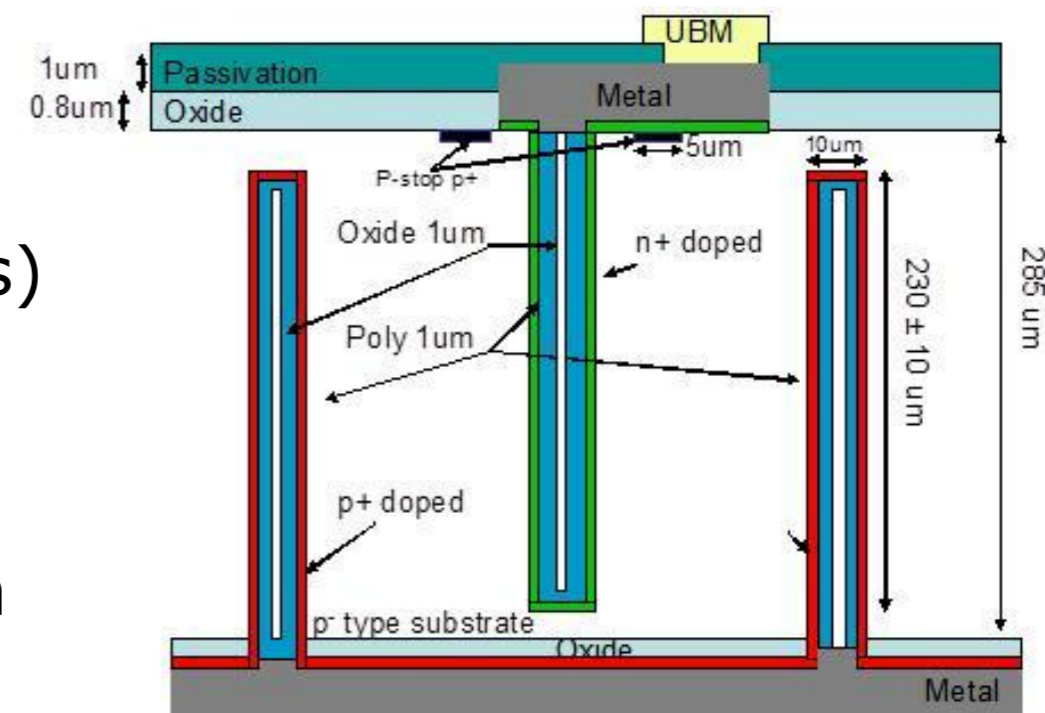 UBM
1um
Passivation
Metal
0.8um
Oxide
5um
10um
P-stop p+
Oxide 1um
n+ doped
s)
230 ± 10 um
285 um
Poly 1um
p+ doped
p- type substrate
Oxide
Metal